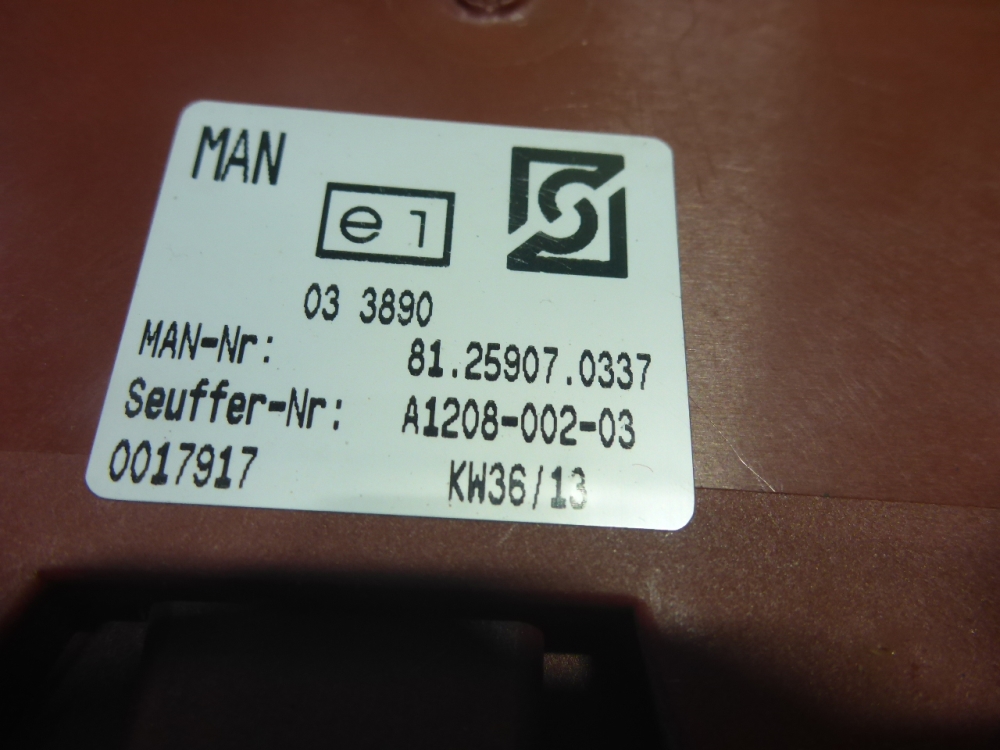 MAN
e1
03 3890
MAN-Nr: 81.25907.0337
Seuffer-Nr: A1208-002-03
0017917 KW36/13